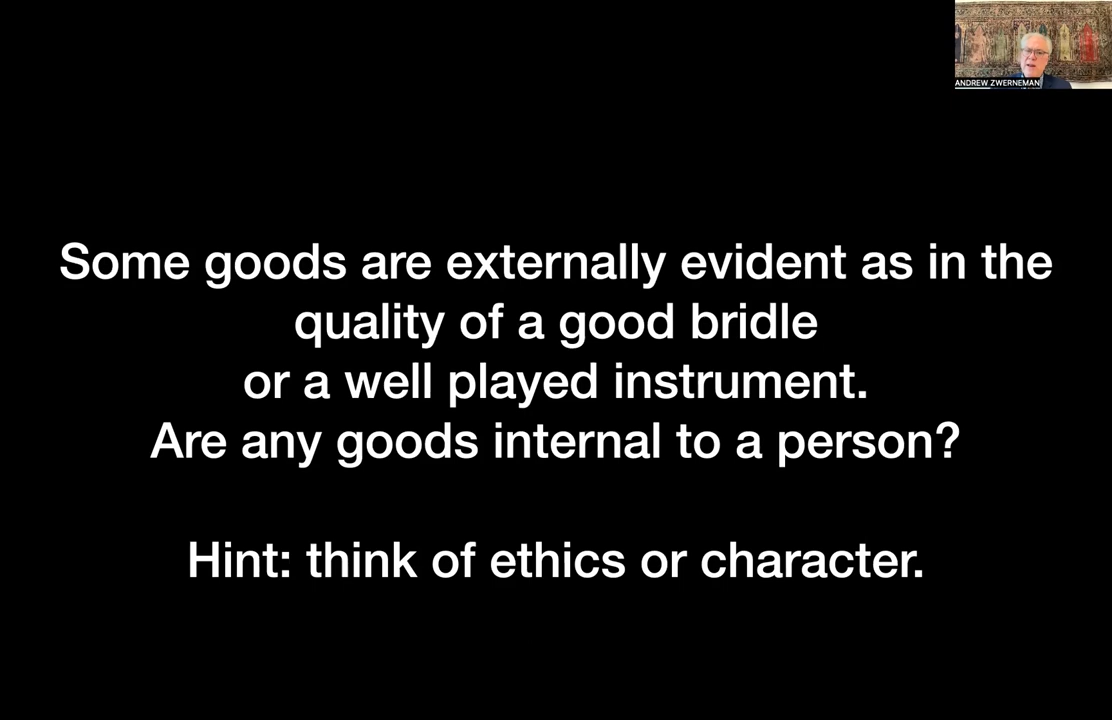 ANDREW ZWERNEMAN
Some goods are externally evident as in the
quality of a good bridle
or a well played instrument.
Are any goods internal to a person?
Hint: think of ethics or character.